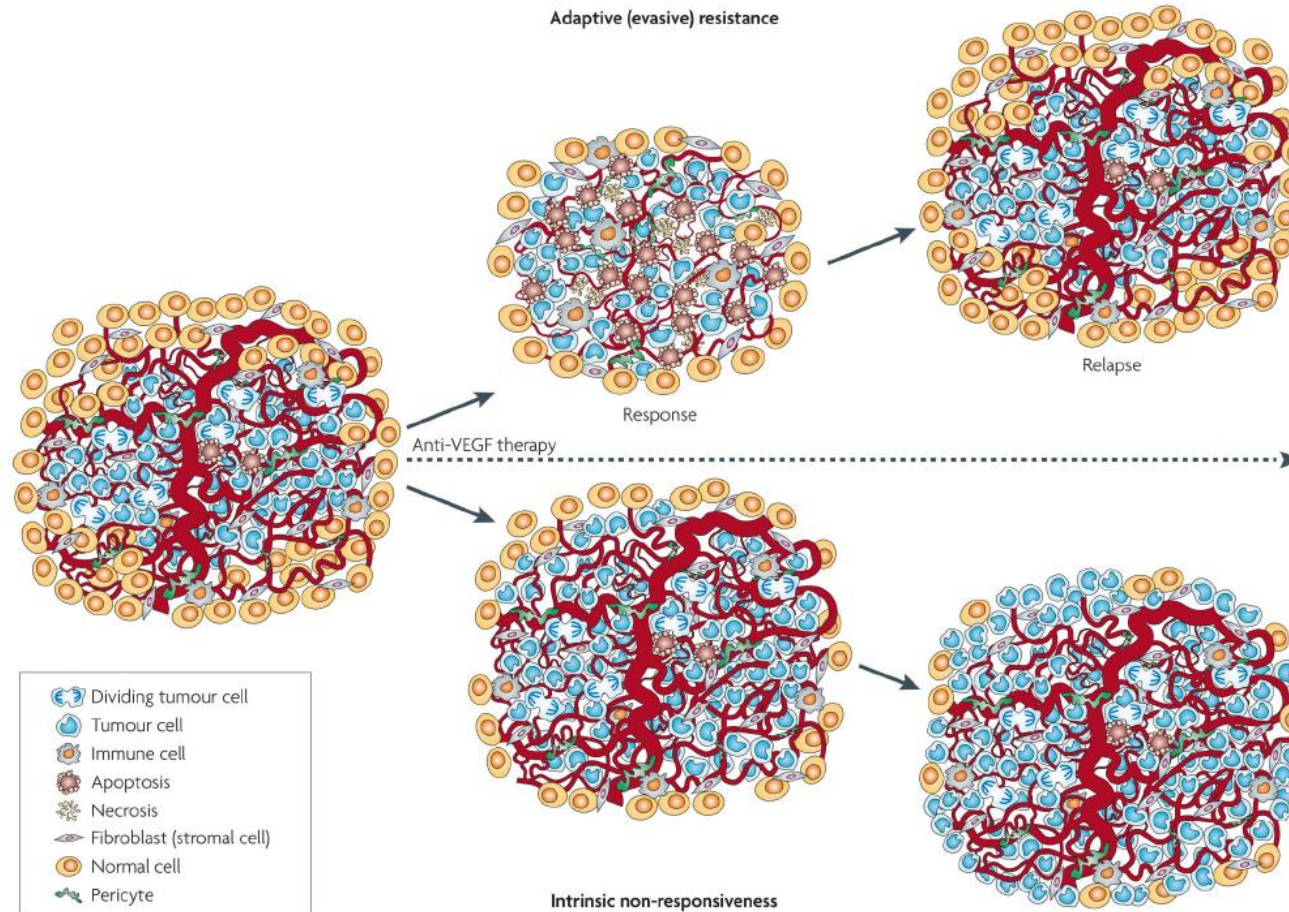 Adaptive (evasive) resistance
Relapse
Response
Anti-VEGF therapy
Dividing tumour cell
Tumour cell
Immune cell
Apoptosis
Necrosis
Fibroblast (stromal cell)
Normal cell
Pericyte
Intrinsic non-responsiveness